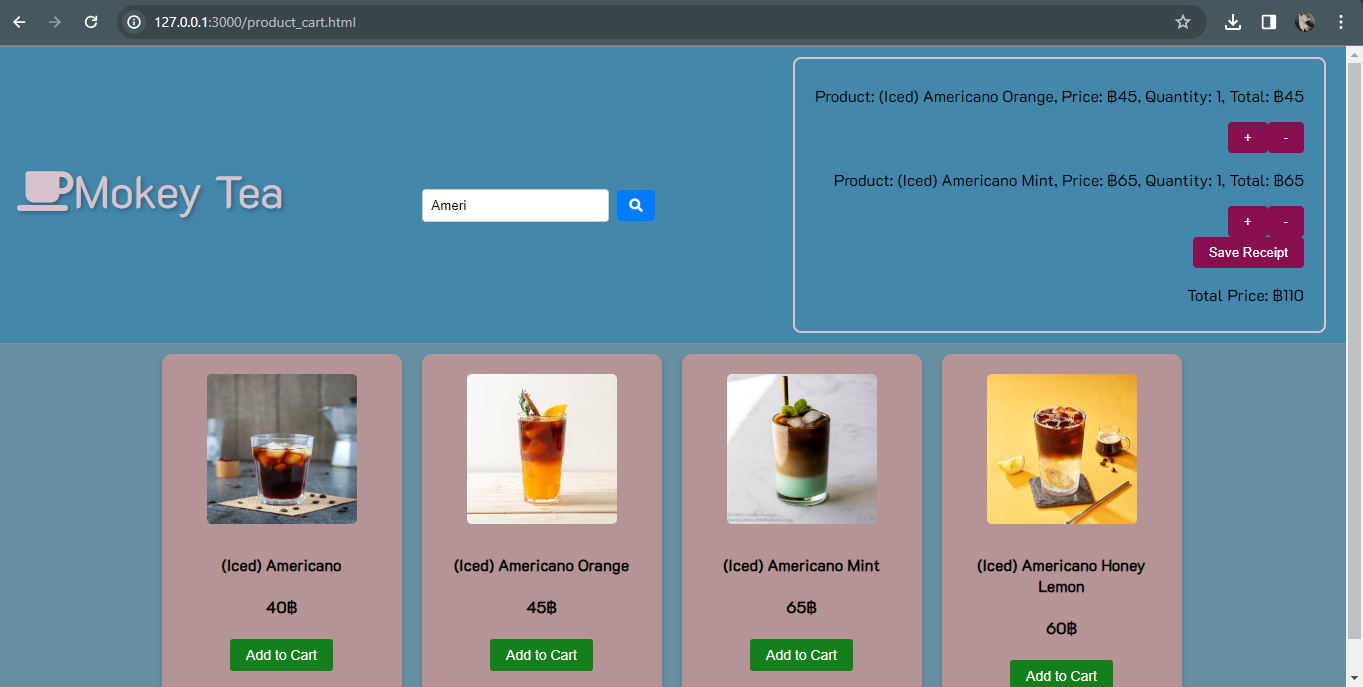 127.0.0.1:3000/product_cart.html
Product: (Iced) Americano Orange, Price: ฿45, Quantity: 1, Total: ฿45
+ -
Product: (Iced) Americano Mint, Price: ฿65, Quantity: 1, Total: ฿65
+ -
Save Receipt
Total Price: ฿110
Mokey Tea
Ameri
(Iced) Americano
40฿
Add to Cart
(Iced) Americano Orange
45฿
Add to Cart
(Iced) Americano Mint
65฿
Add to Cart
(Iced) Americano Honey
Lemon
60฿
Add to Cart